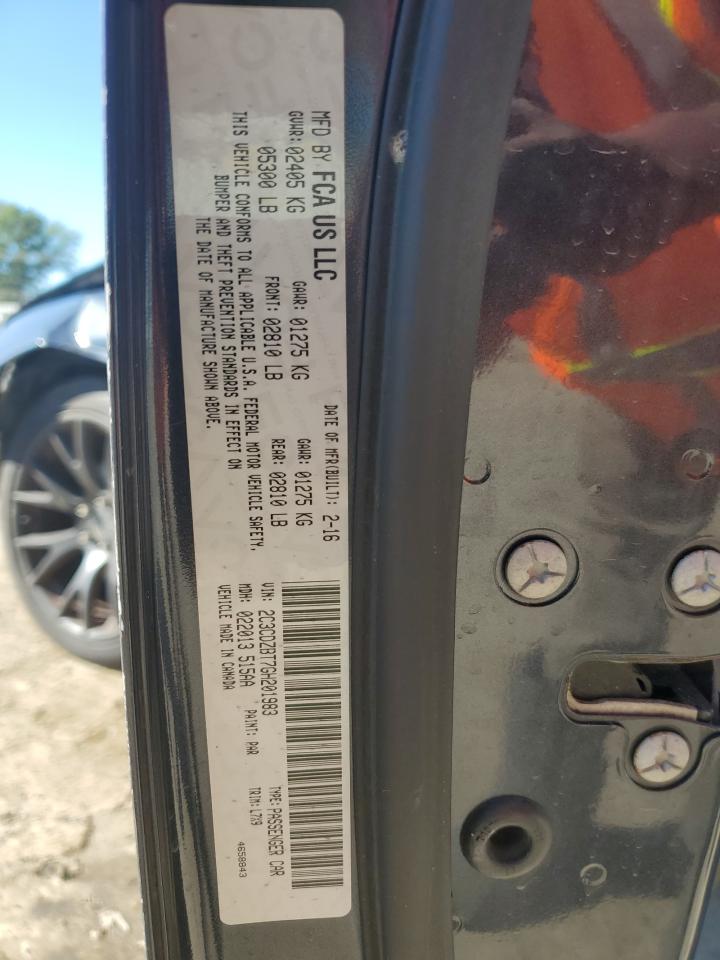 MFD BY FCA US LLC
DATE OF MFR(BUILT): 2-16
GVWR: 02405 KG
GAWR: 01275 KG
GAWR: 01275 KG
05300 LB
FRONT: 02810 LB
REAR: 02810 LB
THIS VEHICLE CONFORMS TO ALL APPLICABLE U.S.A. FEDERAL MOTOR VEHICLE SAFETY,
BUMPER AND THEFT PREVENTION STANDARDS IN EFFECT ON
THE DATE OF MANUFACTURE SHOWN ABOVE.
VIN: 2C3CDZBT7GH201983
TYPE: PASSENGER CAR
MDH: 022013 515AA
PAINT: PAR
TRIM: L7X9
VEHICLE MADE IN CANADA
4658843